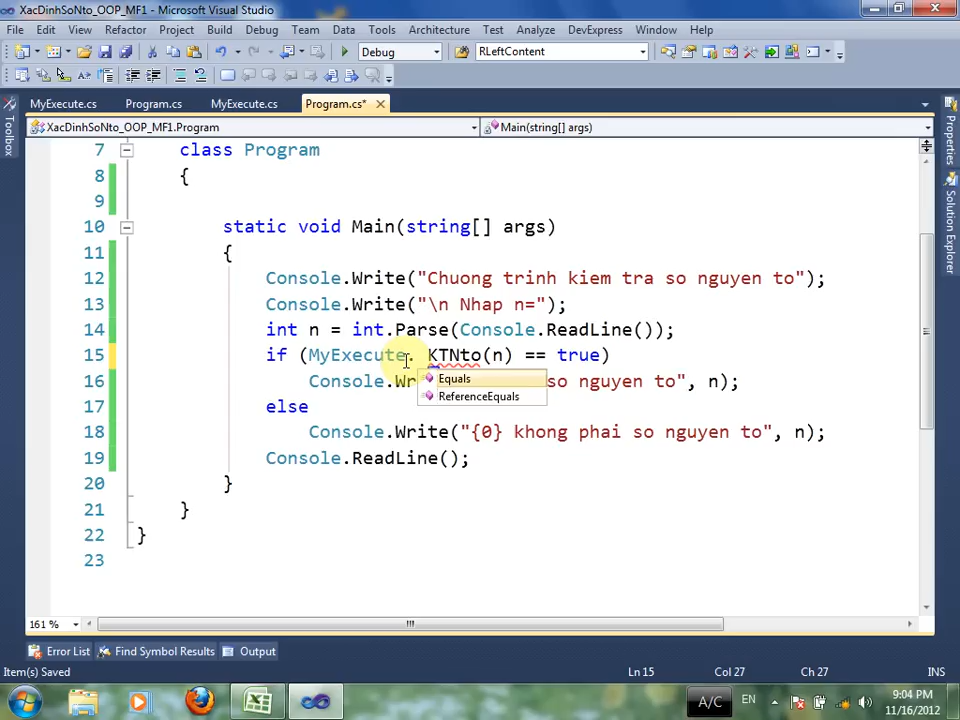 XacDinhSoNto_OOP_MF1 - Microsoft Visual Studio
File Edit View Refactor Project Build Debug Team Data Tools Architecture Test Analyze DevExpress Window Help
Debug RLeftContent
MyExecute.cs Program.cs MyExecute.cs Program.cs*
XacDinhSoNto_OOP_MF1.Program Main(string[] args)
Toolbox
Properties
Solution Explorer
7 class Program
8 {
9
10 static void Main(string[] args)
11 {
12 Console.Write("Chuong trinh kiem tra so nguyen to");
13 Console.Write("\n Nhap n=");
14 int n = int.Parse(Console.ReadLine());
15 if (MyExecute. KTNto(n) == true)
16 Console.Wr so nguyen to", n);
Equals
ReferenceEquals
17 else
18 Console.Write("{0} khong phai so nguyen to", n);
19 Console.ReadLine();
20 }
21 }
22 }
23
161 %
Error List Find Symbol Results Output
Item(s) Saved Ln 15 Col 27 Ch 27 INS
A/C EN 9:04 PM
11/16/2012